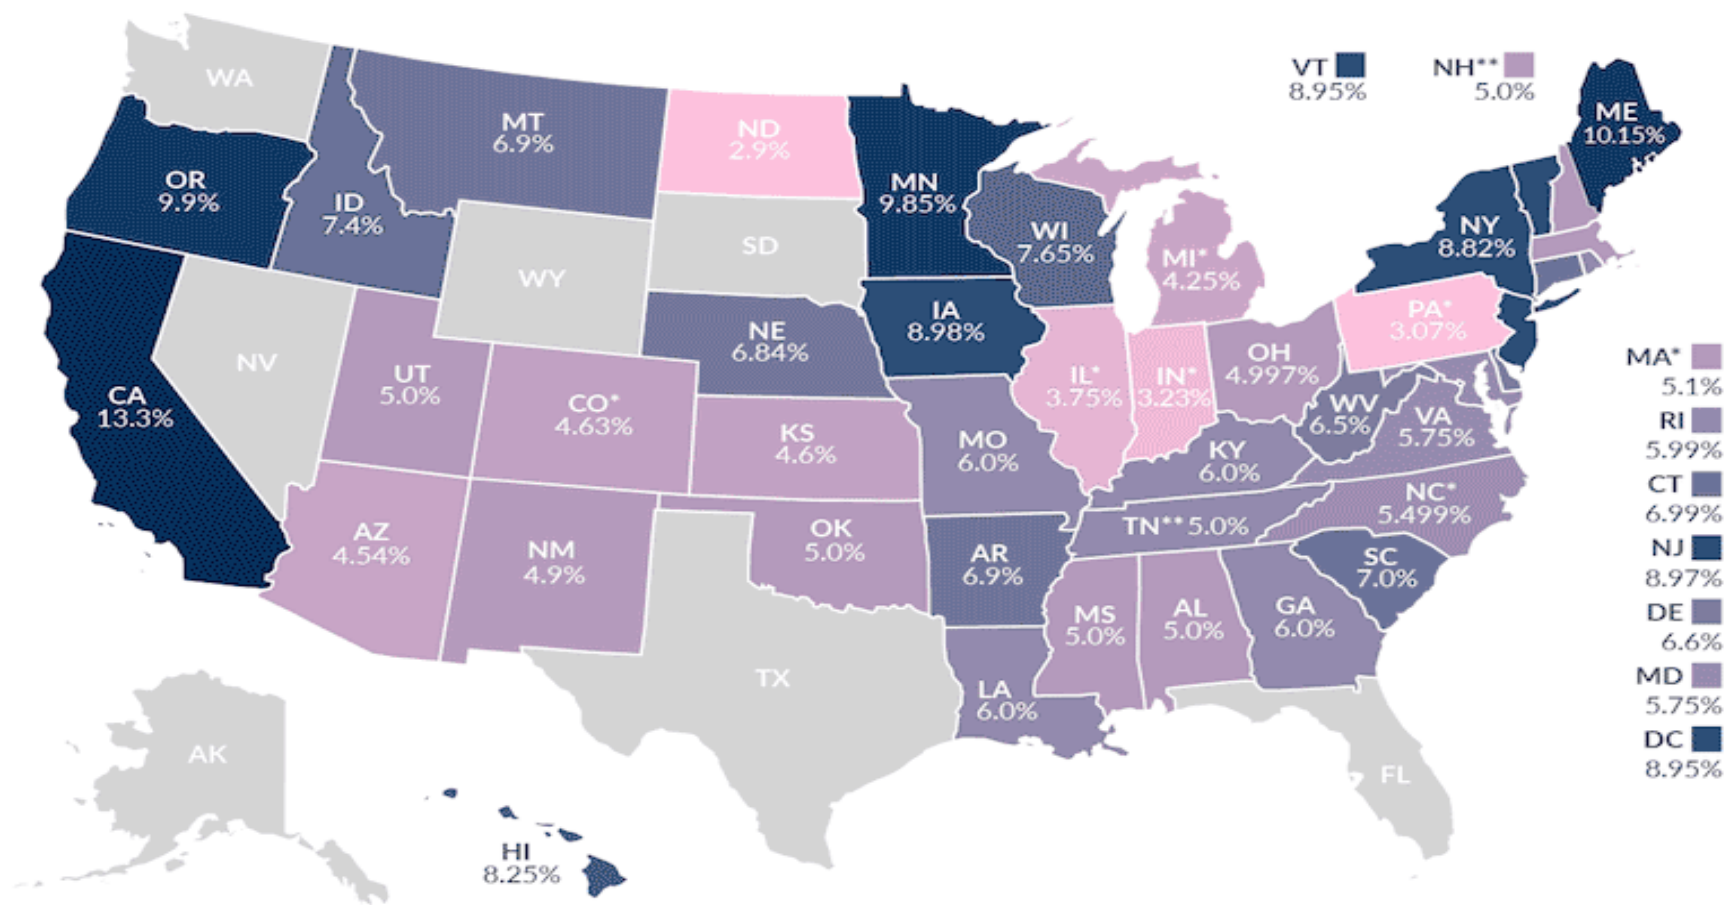 WA
VT
8.95%
NH**
5.0%
ME
10.15%
MT
6.9%
ND
2.9%
OR
9.9%
ID
7.4%
MN
9.85%
WI
7.65%
NY
8.82%
SD
MI*
4.25%
WY
NE
6.84%
IA
8.98%
PA*
3.07%
NV
UT
5.0%
CO*
4.63%
IL*
3.75%
IN*
3.23%
OH
4.997%
CA
13.3%
KS
4.6%
MO
6.0%
KY
6.0%
WV
6.5%
VA
5.75%
MA*
5.1%
RI
5.99%
CT
6.99%
NJ
8.97%
DE
6.6%
MD
5.75%
DC
8.95%
AZ
4.54%
NM
4.9%
OK
5.0%
AR
6.9%
TN** 5.0%
NC*
5.499%
SC
7.0%
MS
5.0%
AL
5.0%
GA
6.0%
TX
LA
6.0%
AK
FL
HI
8.25%